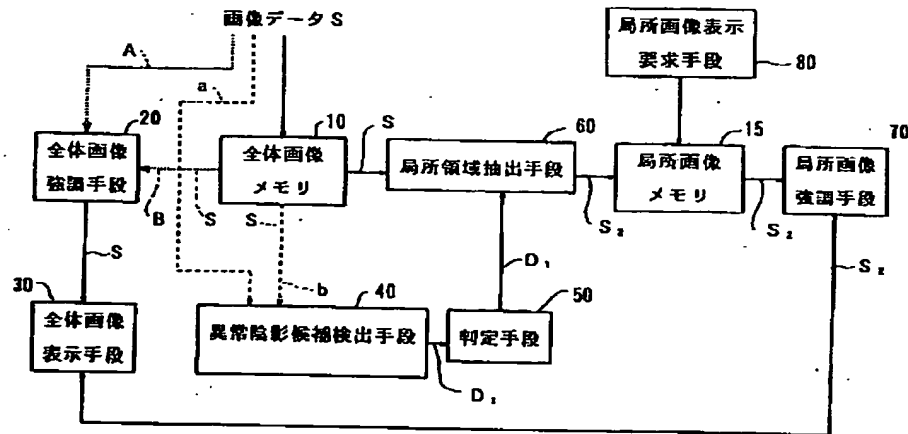 画像データS
局所画像表示
要求手段
80
A
a
20
全体画像
強調手段
10
全体画像
メモリ
S
60
局所領域抽出手段
15
局所画像
メモリ
70
局所画像
強調手段
B
S
S
S₂
S₂
S₂
S
b
D₁
30
全体画像
表示手段
40
異常陰影候補検出手段
50
判定手段
D₁